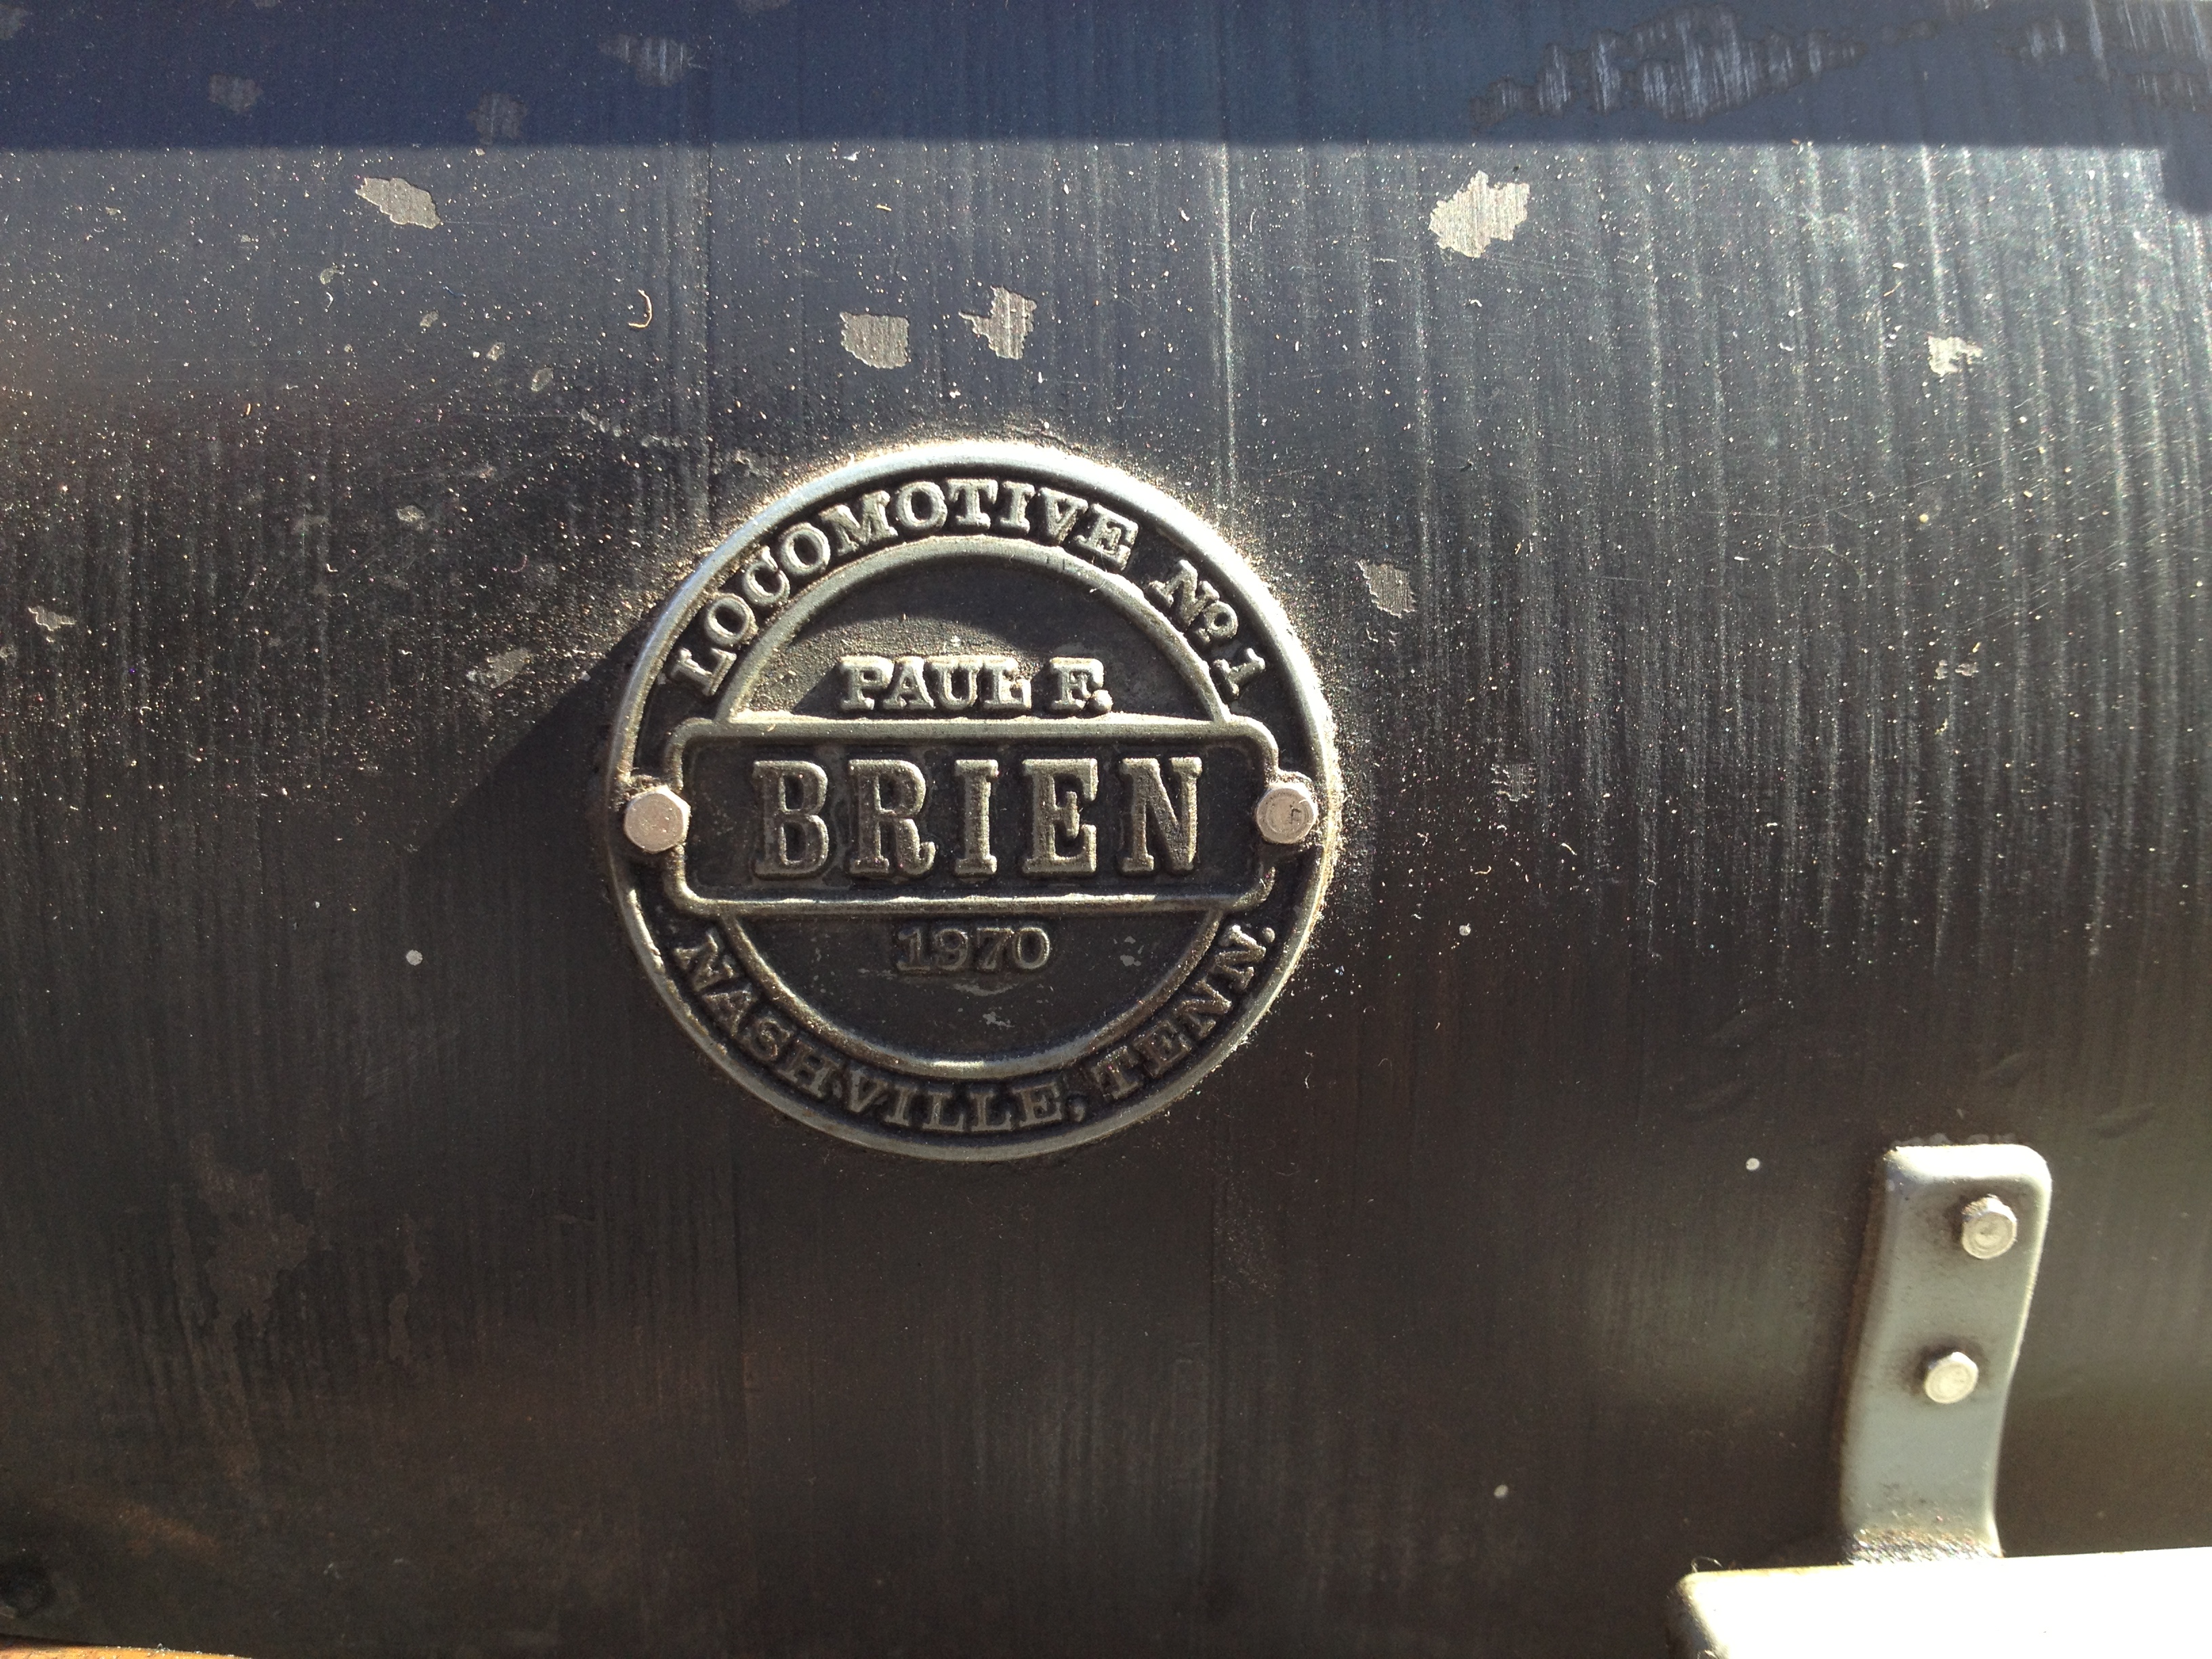 LOCOMOTIVE Nº 1
PAUL F.
BRIEN
1970
NASHVILLE, TENN.